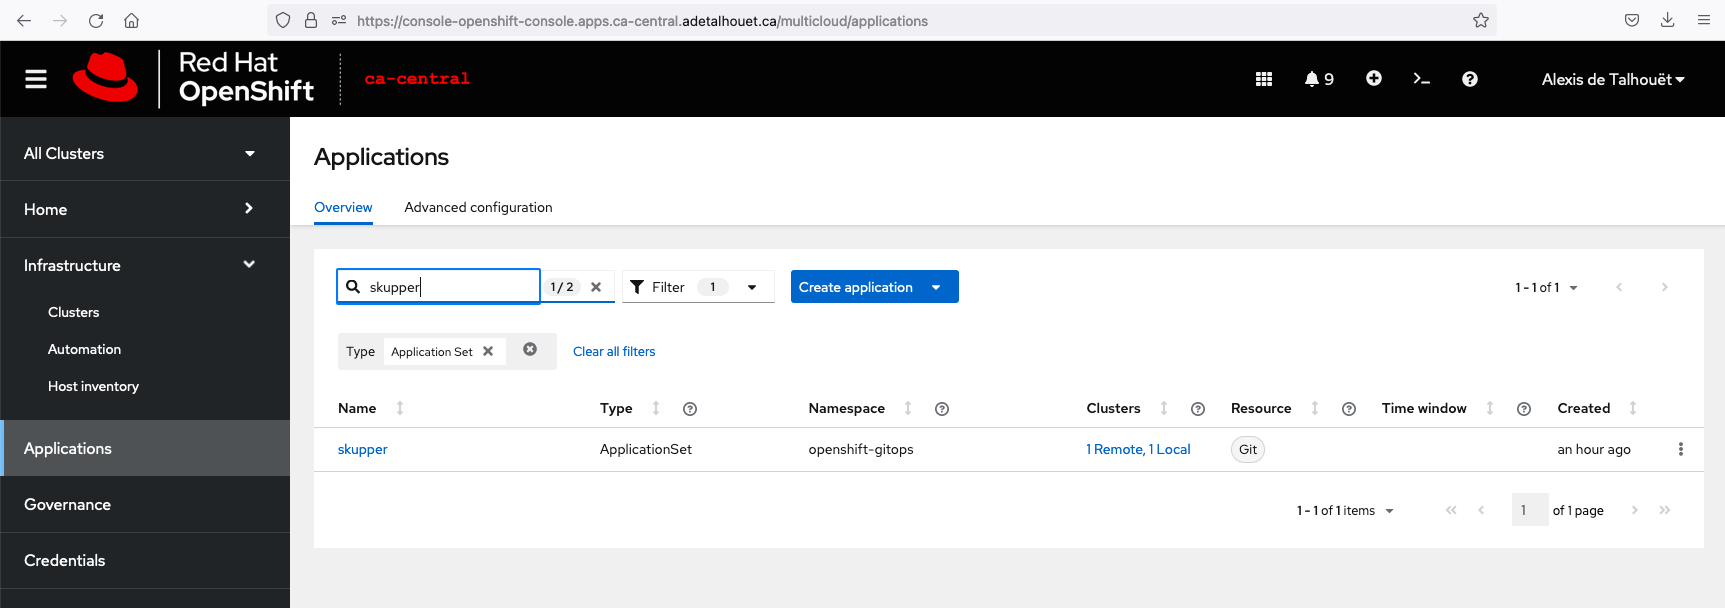 https://console-openshift-console.apps.ca-central.adetalhouet.ca/multicloud/applications
Red Hat
OpenShift
ca-central
9
Alexis de Talhouët
All Clusters
Home
Infrastructure
Clusters
Automation
Host inventory
Applications
Governance
Credentials
Applications
Overview
Advanced configuration
skupper
1 / 2
Filter
1
Create application
1 - 1 of 1
Type
Application Set
Clear all filters
Name
Type
Namespace
Clusters
Resource
Time window
Created
skupper
ApplicationSet
openshift-gitops
1 Remote, 1 Local
Git
an hour ago
1 - 1 of 1 items
1
of 1 page